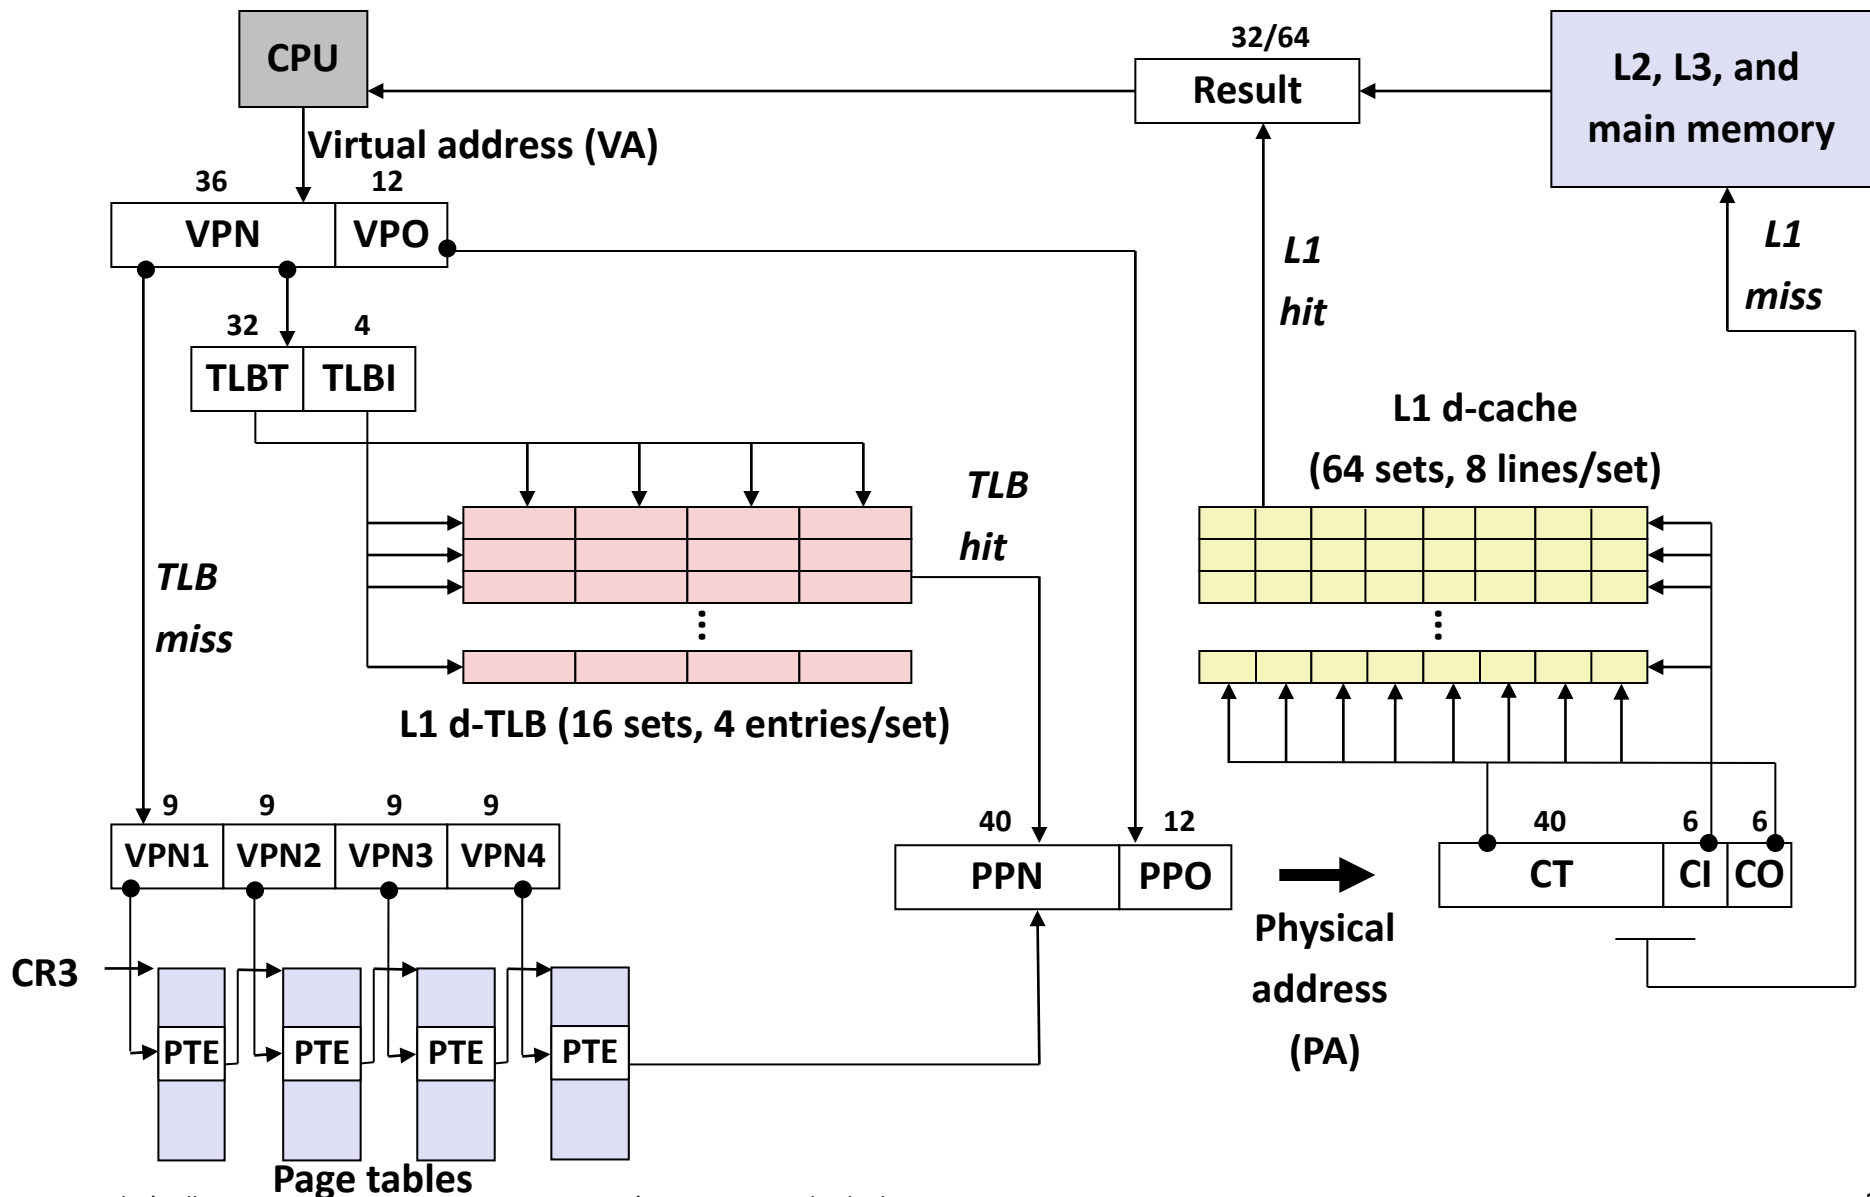 CPU
32/64
Result
L2, L3, and
main memory
Virtual address (VA)
36
12
VPN
VPO
L1
hit
L1
miss
32
4
TLBT
TLBI
L1 d-cache
(64 sets, 8 lines/set)
TLB
hit
TLB
miss
...
...
L1 d-TLB (16 sets, 4 entries/set)
9
9
9
9
VPN1
VPN2
VPN3
VPN4
40
12
PPN
PPO
40
6
6
CT
CI
CO
Physical
address
(PA)
CR3
PTE
PTE
PTE
PTE
Page tables